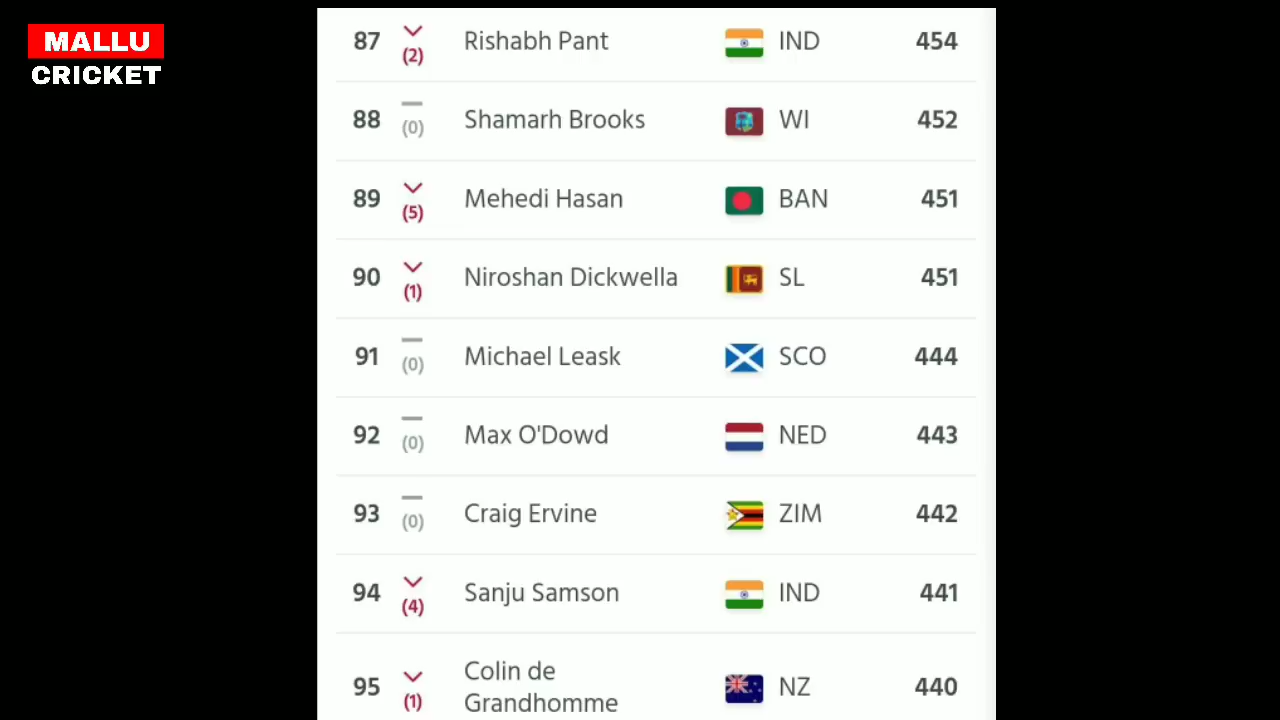 MALLU
CRICKET
87 (2) Rishabh Pant IND 454
88 (0) Shamarh Brooks WI 452
89 (5) Mehedi Hasan BAN 451
90 (1) Niroshan Dickwella SL 451
91 (0) Michael Leask SCO 444
92 (0) Max O'Dowd NED 443
93 (0) Craig Ervine ZIM 442
94 (4) Sanju Samson IND 441
95 (1) Colin de
Grandhomme NZ 440